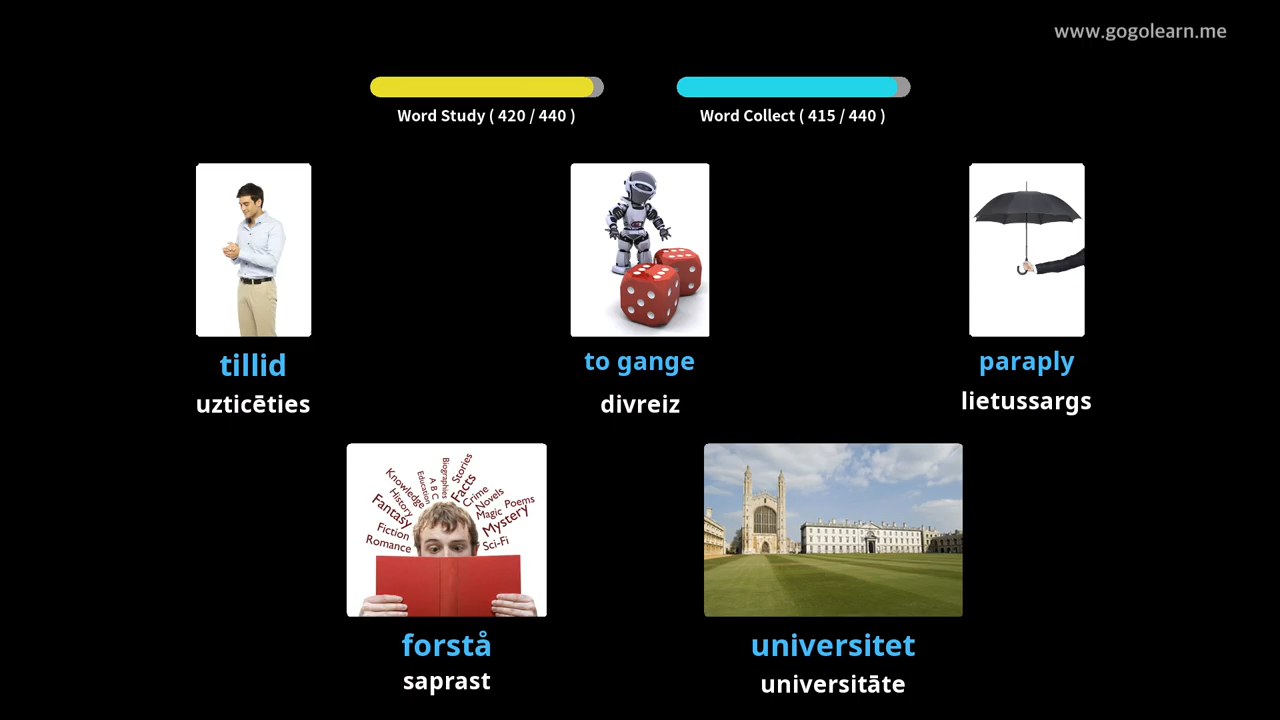 www.gogolearn.me
Word Study ( 420 / 440 )
Word Collect ( 415 / 440 )
tillid
uzticēties
to gange
divreiz
paraply
lietussargs
Knowledge
History
Fantasy
Fiction
Romance
Education
A B C
Biographies
Stories
Facts
Crime
Novels
Magic
Poems
Mystery
Sci-Fi
forstå
saprast
universitet
universitāte